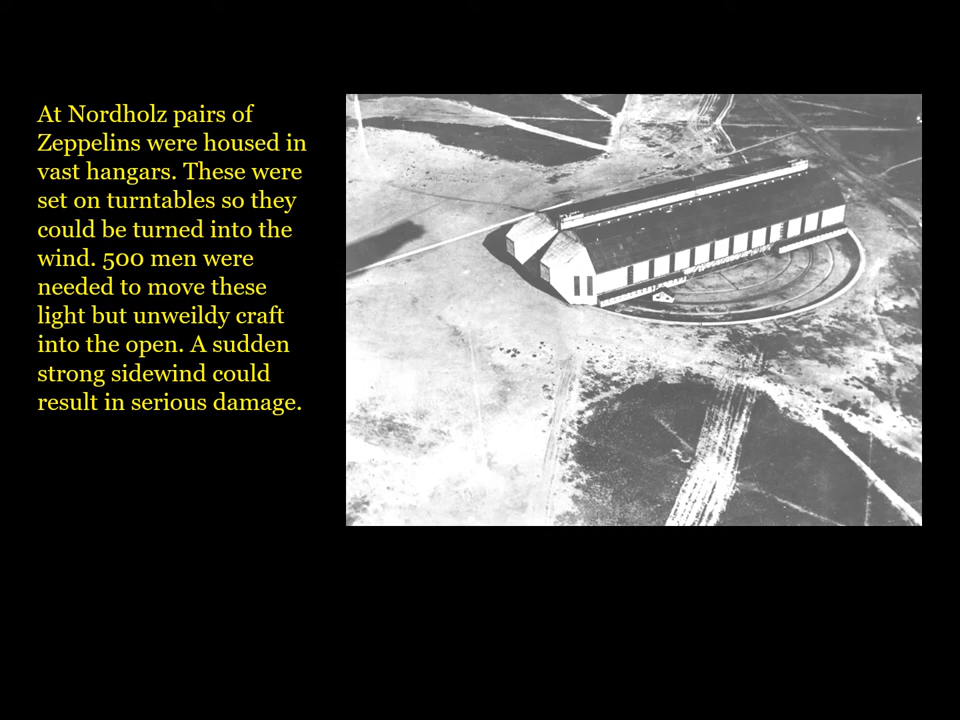 At Nordholz pairs of
Zeppelins were housed in
vast hangars. These were
set on turntables so they
could be turned into the
wind. 500 men were
needed to move these
light but unweildy craft
into the open. A sudden
strong sidewind could
result in serious damage.